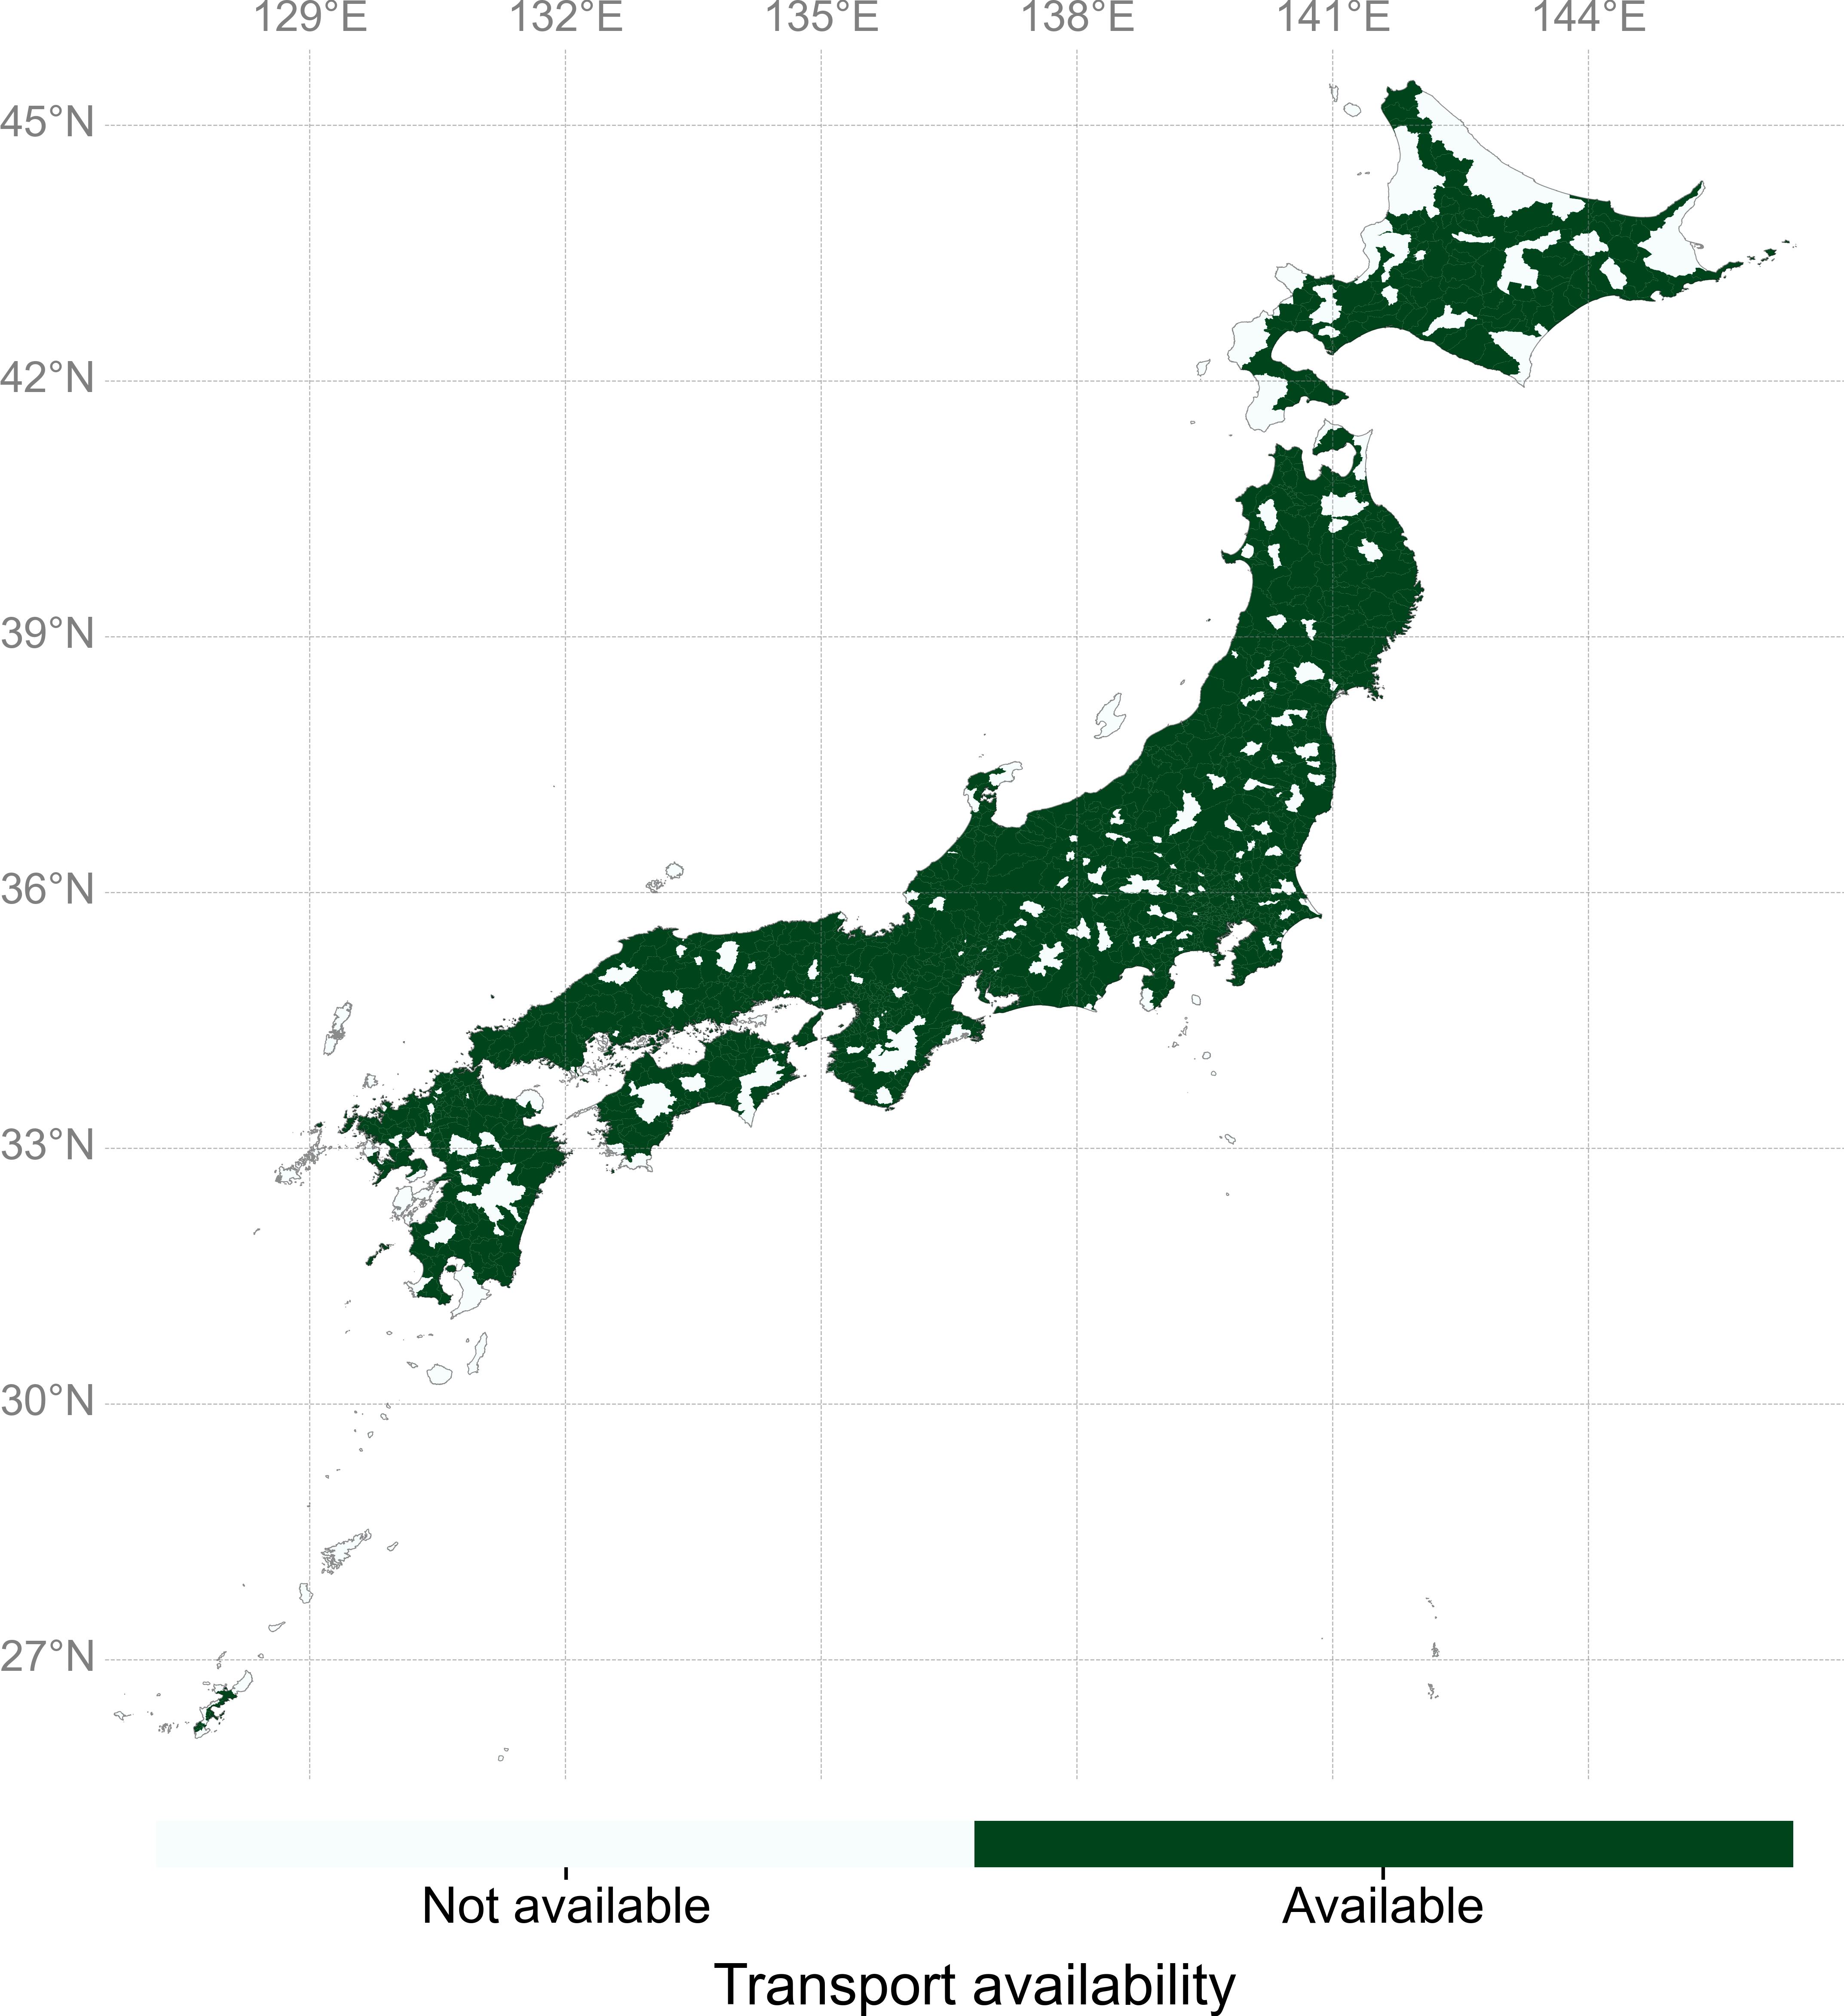 129°E 132°E 135°E 138°E 141°E 144°E
45°N
42°N
39°N
36°N
33°N
30°N
27°N
Not available Available
Transport availability